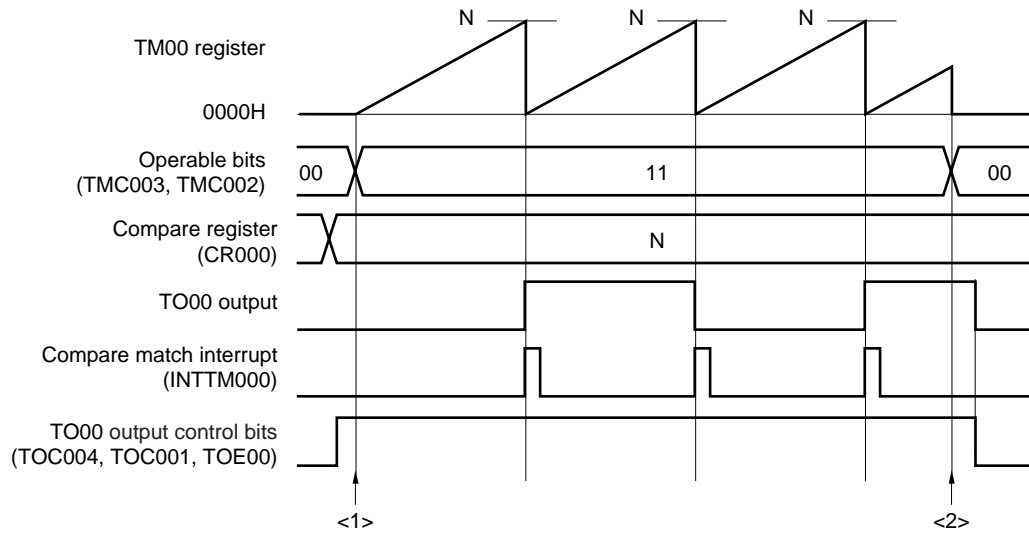 N
N
N
TM00 register
0000H
Operable bits
(TMC003, TMC002)
00
11
00
Compare register
(CR000)
N
TO00 output
Compare match interrupt
(INTTM000)
TO00 output control bits
(TOC004, TOC001, TOE00)
<1>
<2>